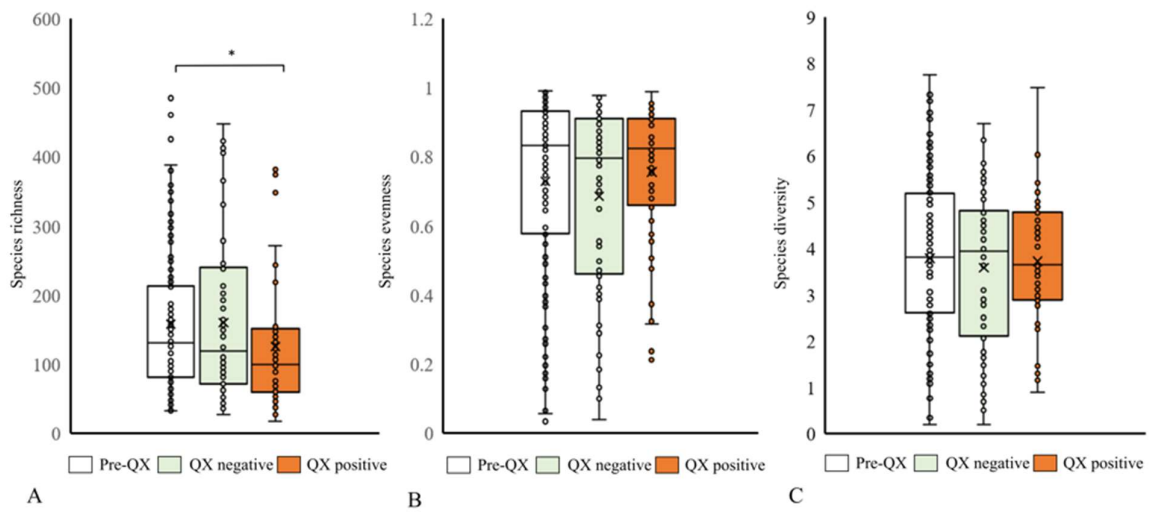 600
500
400
300
200
100
0
Species richness
*
Pre-QX QX negative QX positive
A
1.2
1
0.8
0.6
0.4
0.2
0
Species evenness
Pre-QX QX negative QX positive
B
9
8
7
6
5
4
3
2
1
0
Species diversity
Pre-QX QX negative QX positive
C